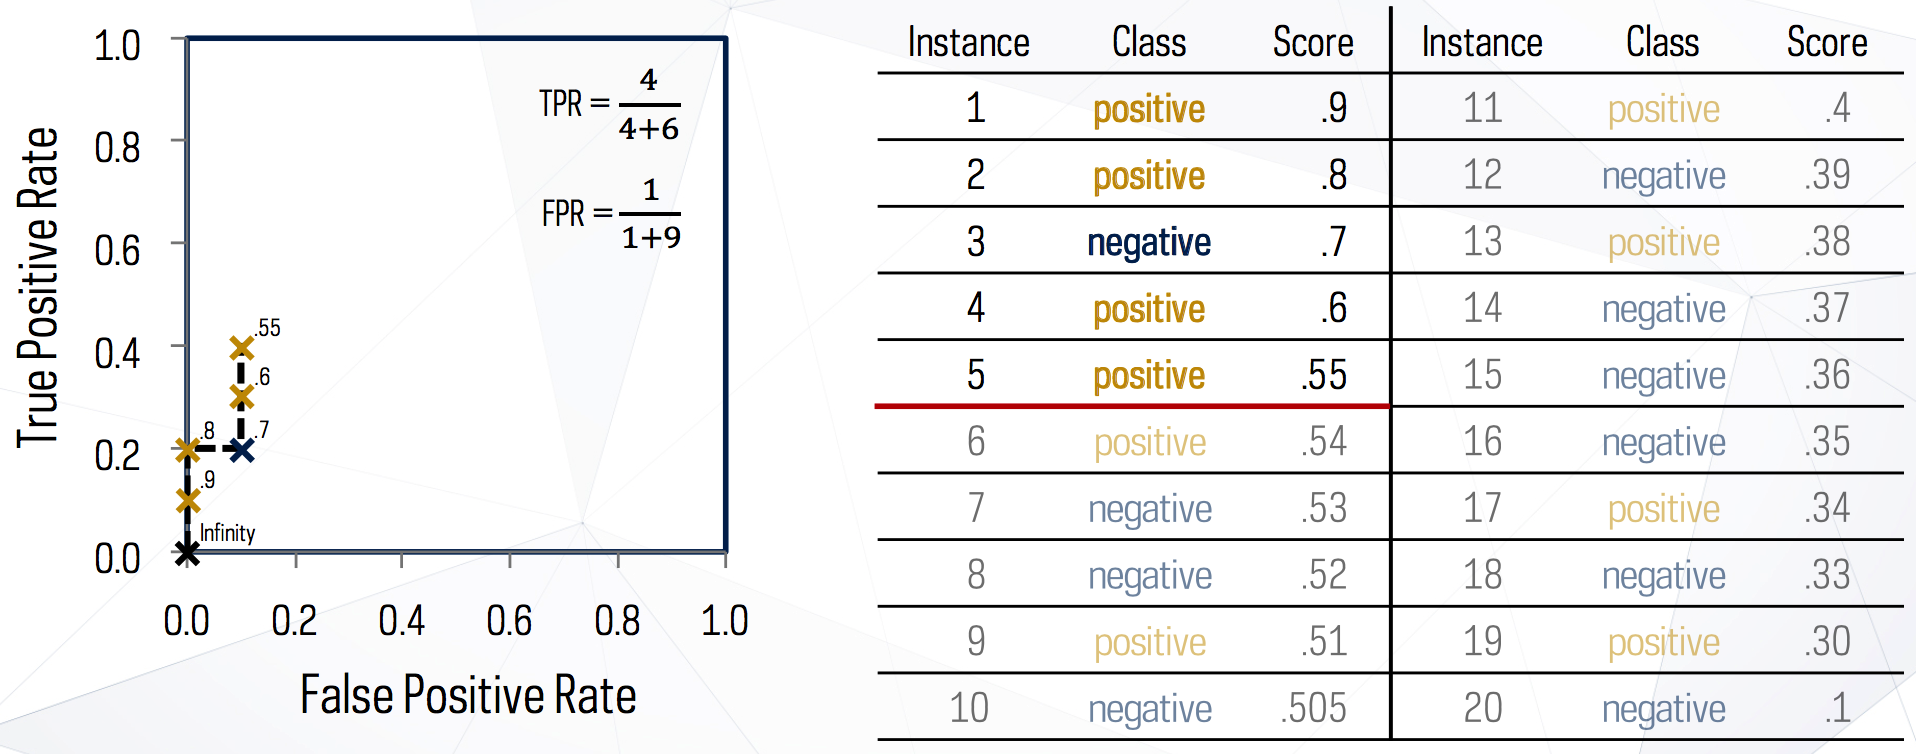 True Positive Rate
1.0
0.8
0.6
0.4
0.2
0.0
TPR = 4
4+6
FPR = 1
1+9
.55
.6
.8
.7
.9
Infinity
0.0 0.2 0.4 0.6 0.8 1.0
False Positive Rate
Instance Class Score Instance Class Score
1 positive .9 11 positive .4
2 positive .8 12 negative .39
3 negative .7 13 positive .38
4 positive .6 14 negative .37
5 positive .55 15 negative .36
6 positive .54 16 negative .35
7 negative .53 17 positive .34
8 negative .52 18 negative .33
9 positive .51 19 positive .30
10 negative .505 20 negative .1